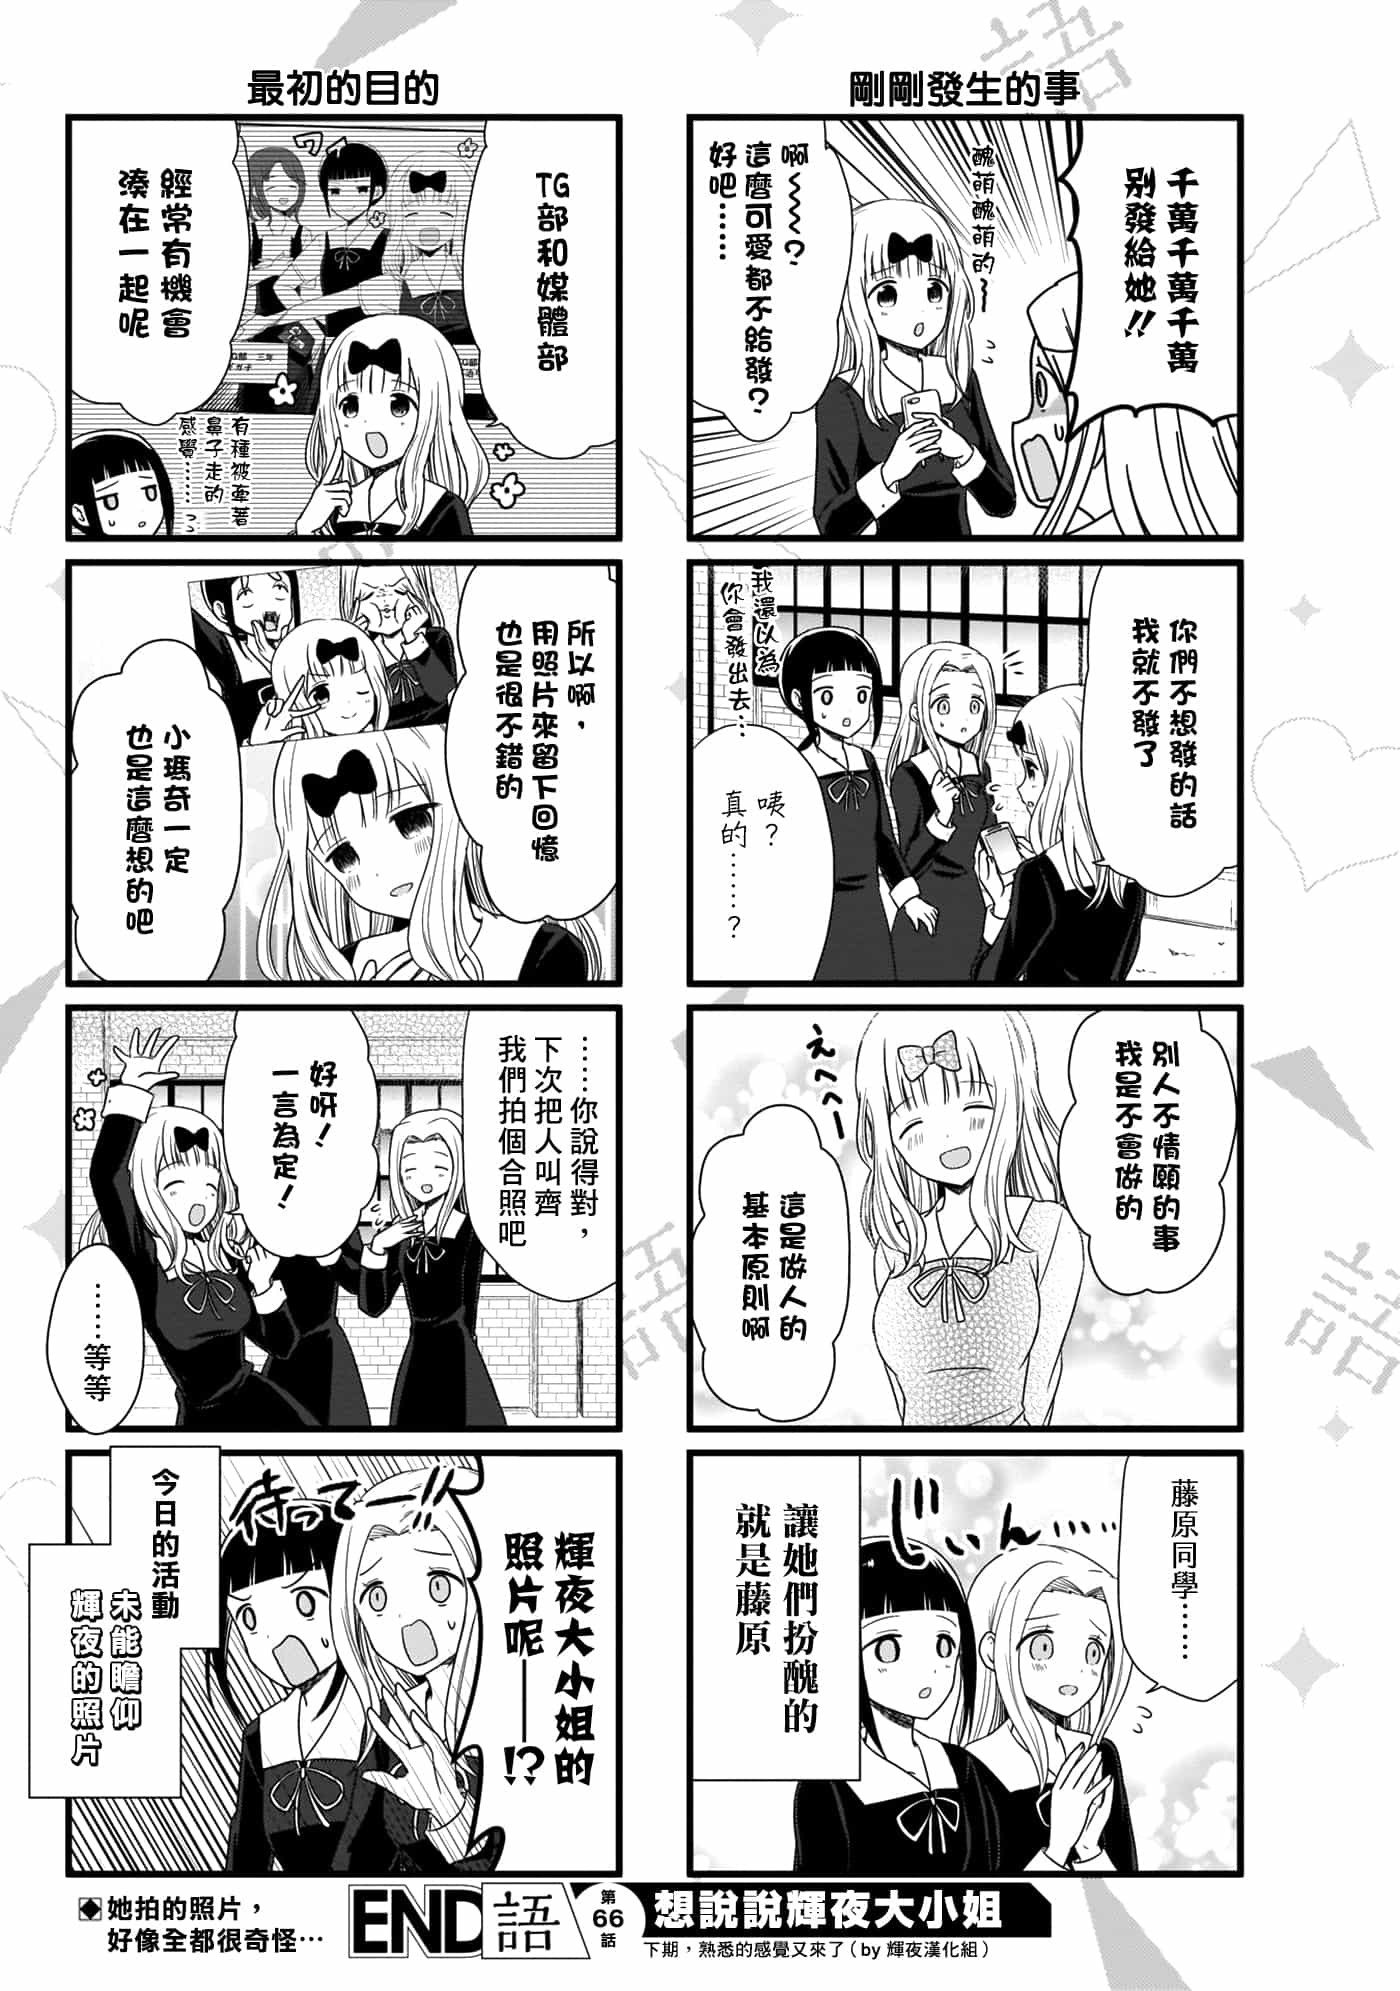 剛剛發生的事
千萬千萬千萬
別發給她!!
醜萌醜萌的～
啊～～～？
這麼可愛都不給發？
好吧……
你們不想發的話
我就不發了
我還以為
你會發出去…
咦？
真的……？
別人不情願的事
我是不會做的
えへへー
這是做人的
基本原則啊
藤原同學……
じぃぃん……
讓她們扮醜的
就是藤原
最初的目的
TG部和媒體部
ワイ
TG部 三年
經常有機會
湊在一起呢
有種被牽著
鼻子走的
感覺……
所以啊，
用照片來留下回憶
也是很不錯的
小瑪奇一定
也是這麼想的吧
……你說得對，
下次把人叫齊
我們拍個合照吧
好呀！
一言為定！
……等等
輝夜大小姐的
照片呢——!?
待ってーー!!
今日的活動
未能瞻仰
輝夜的照片
◆她拍的照片，
好像全都很奇怪…
END
語
第66話
想說說輝夜大小姐
下期，熟悉的感覺又來了（by 輝夜漢化組）
語
語
語